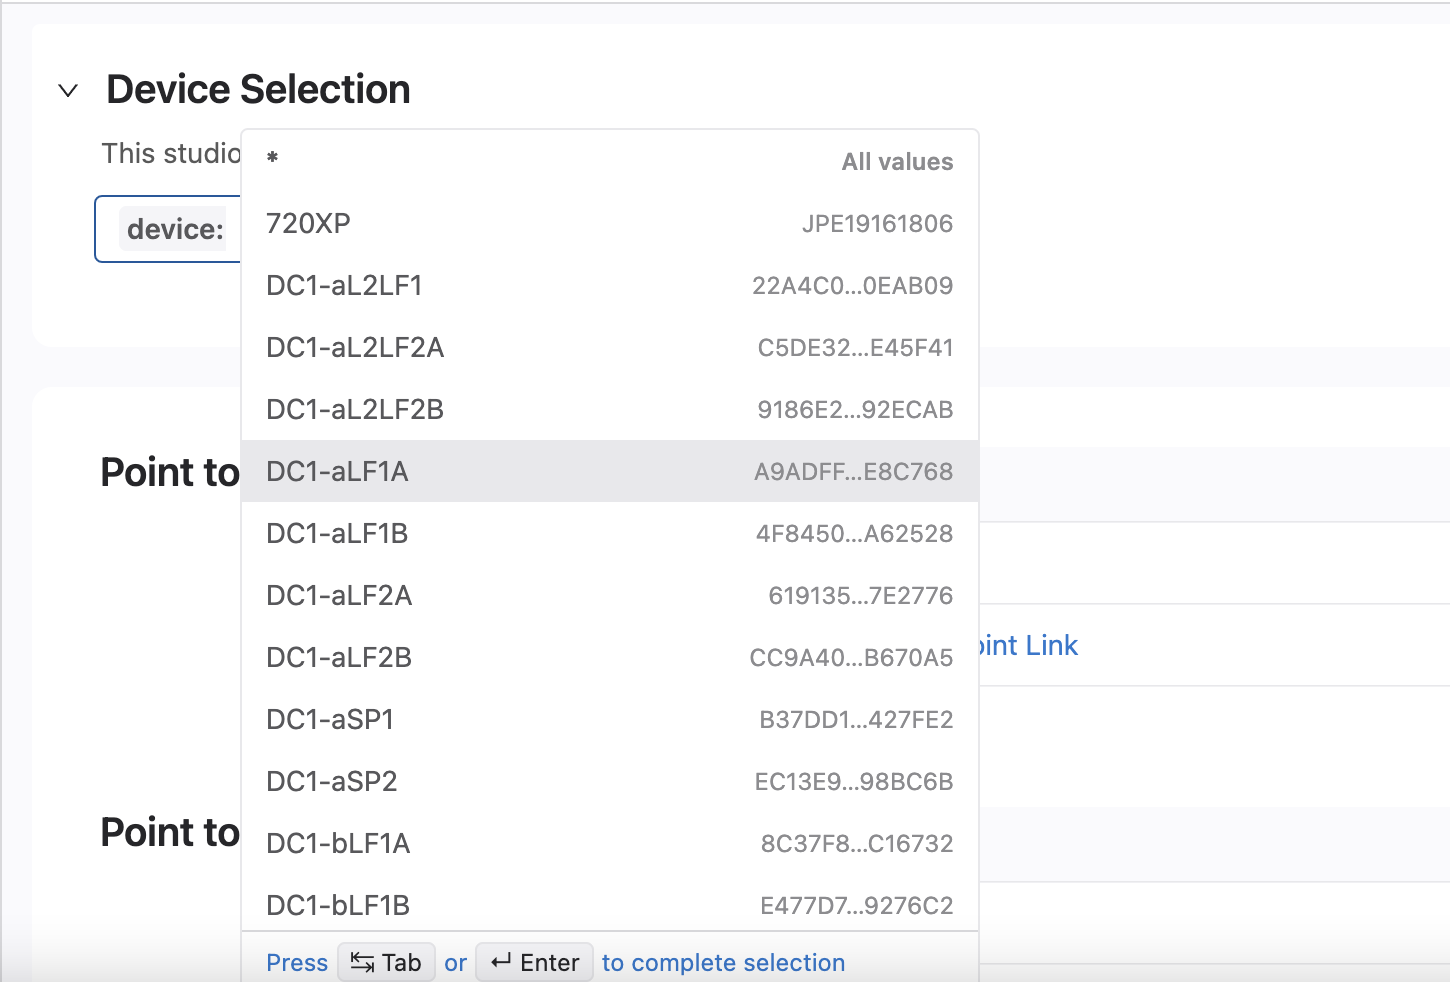 Device Selection
This studio
device:
* All values
720XP JPE19161806
DC1-aL2LF1 22A4C0...0EAB09
DC1-aL2LF2A C5DE32...E45F41
DC1-aL2LF2B 9186E2...92ECAB
Point to
DC1-aLF1A A9ADFF...E8C768
DC1-aLF1B 4F8450...A62528
DC1-aLF2A 619135...7E2776
DC1-aLF2B CC9A40...B670A5
oint Link
DC1-aSP1 B37DD1...427FE2
DC1-aSP2 EC13E9...98BC6B
Point to
DC1-bLF1A 8C37F8...C16732
DC1-bLF1B E477D7...9276C2
Press Tab or Enter to complete selection